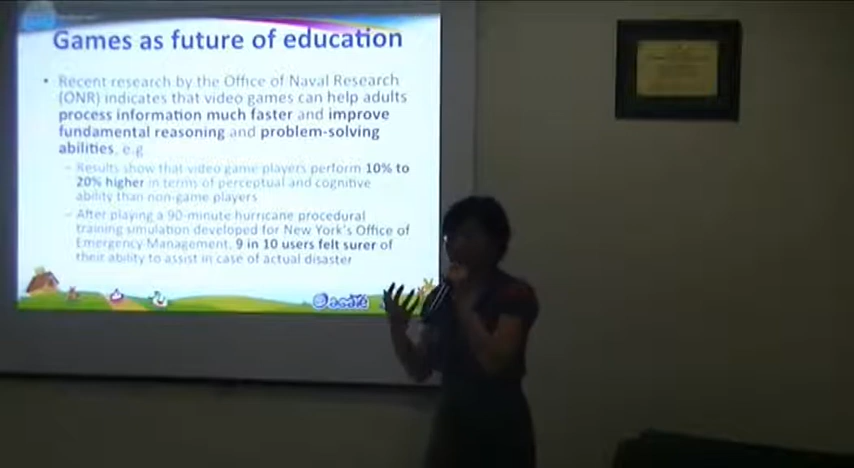 Games as future of education
• Recent research by the Office of Naval Research
(ONR) indicates that video games can help adults
process information much faster and improve
fundamental reasoning and problem-solving
abilities, e.g
– Results show that video game players perform 10% to
20% higher in terms of perceptual and cognitive
ability than non-game players
– After playing a 90-minute hurricane procedural
training simulation developed for New York's Office of
Emergency Management, 9 in 10 users felt surer of
their ability to assist in case of actual disaster